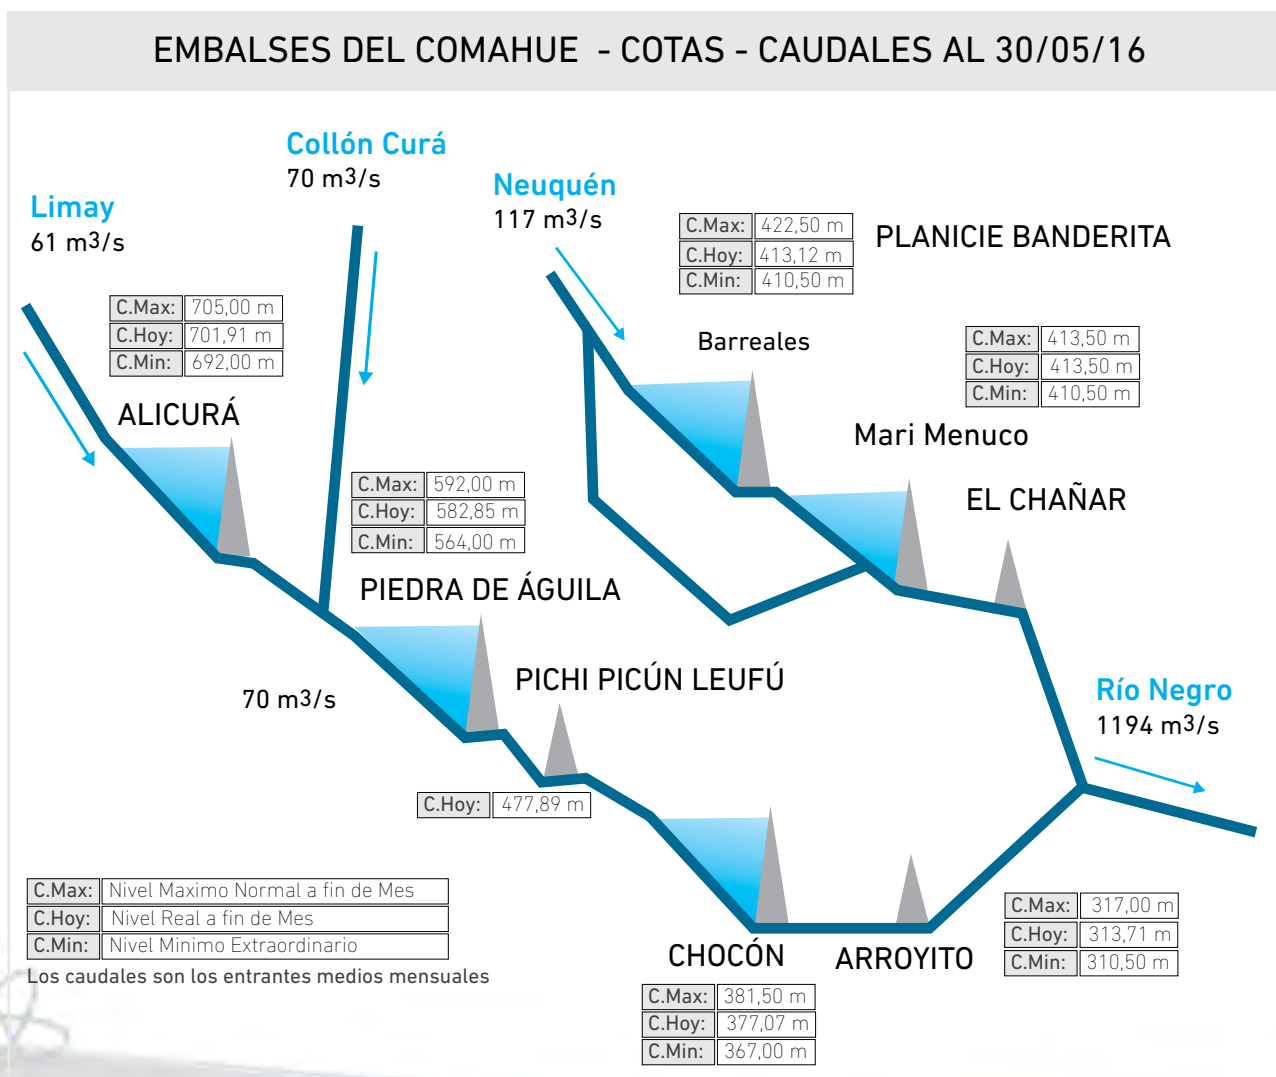 EMBALSES DEL COMAHUE - COTAS - CAUDALES AL 30/05/16
Collón Curá
70 m3/s
Limay
61 m3/s
Neuquén
117 m3/s
C.Max: 422,50 m
C.Hoy: 413,12 m
C.Min: 410,50 m
PLANICIE BANDERITA
C.Max: 705,00 m
C.Hoy: 701,91 m
C.Min: 692,00 m
ALICURÁ
Barreales
C.Max: 413,50 m
C.Hoy: 413,50 m
C.Min: 410,50 m
Mari Menuco
EL CHAÑAR
C.Max: 592,00 m
C.Hoy: 582,85 m
C.Min: 564,00 m
PIEDRA DE ÁGUILA
70 m3/s
PICHI PICÚN LEUFÚ
C.Hoy: 477,89 m
Río Negro
1194 m3/s
C.Max: Nivel Maximo Normal a fin de Mes
C.Hoy: Nivel Real a fin de Mes
C.Min: Nivel Minimo Extraordinario
Los caudales son los entrantes medios mensuales
CHOCÓN
C.Max: 381,50 m
C.Hoy: 377,07 m
C.Min: 367,00 m
ARROYITO
C.Max: 317,00 m
C.Hoy: 313,71 m
C.Min: 310,50 m